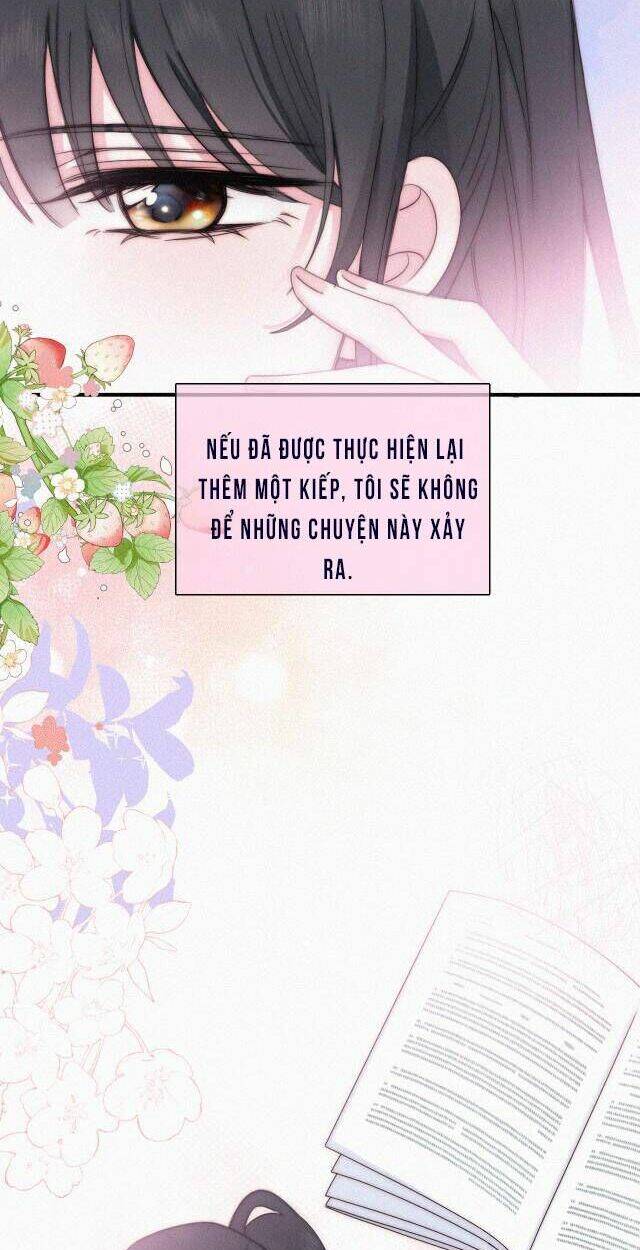 NẾU ĐÃ ĐƯỢC THỰC HIỆN LẠI
THÊM MỘT KIẾP, TÔI SẼ KHÔNG
ĐỂ NHỮNG CHUYỆN NÀY XẢY
RA.